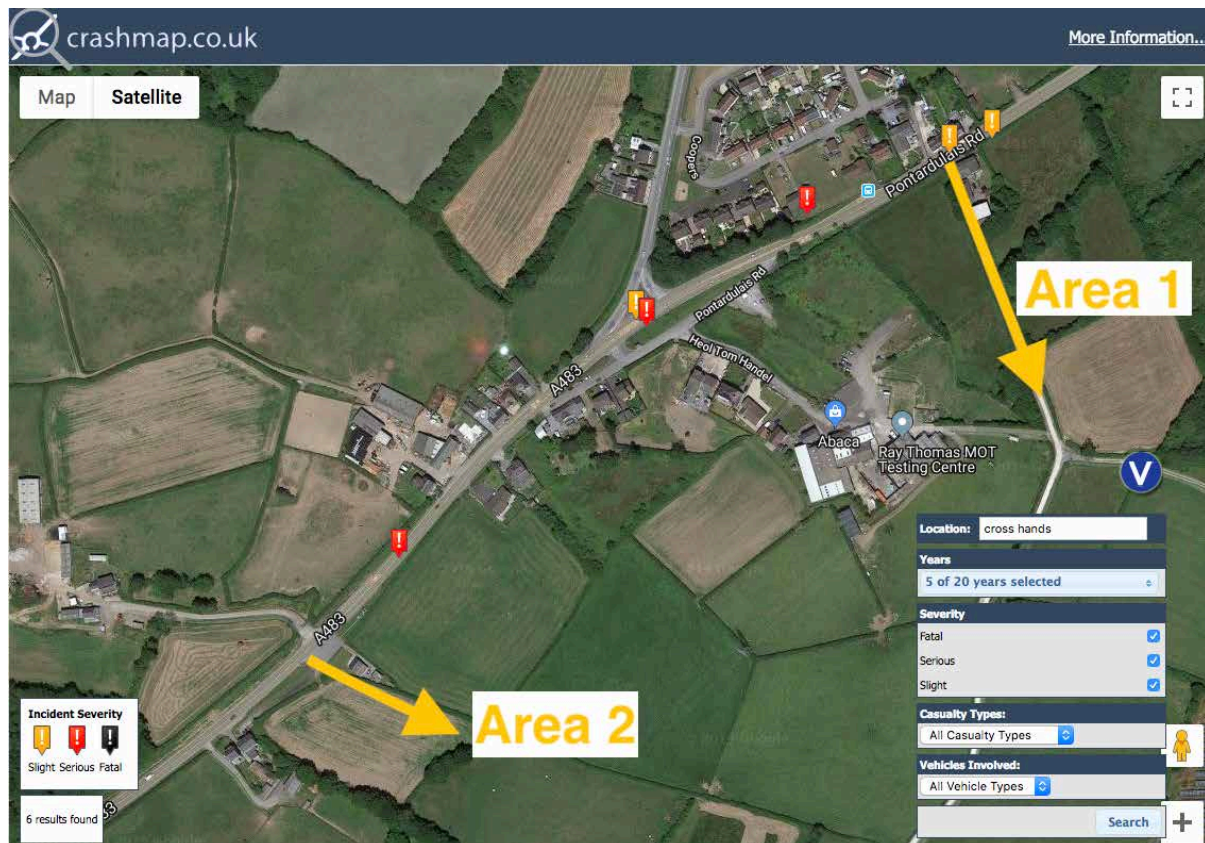 crashmap.co.uk
More Information..
Map Satellite
Coopers
Pontardulais Rd
Area 1
Pontardulais Rd
Heol Tom Handel
A483
Abaca
Ray Thomas MOT
Testing Centre
V
Location: cross hands
Years
5 of 20 years selected
Severity
Fatal
Serious
Slight
A483
Area 2
Casualty Types:
All Casualty Types
Vehicles Involved:
All Vehicle Types
Search
Incident Severity
Slight Serious Fatal
6 results found
83